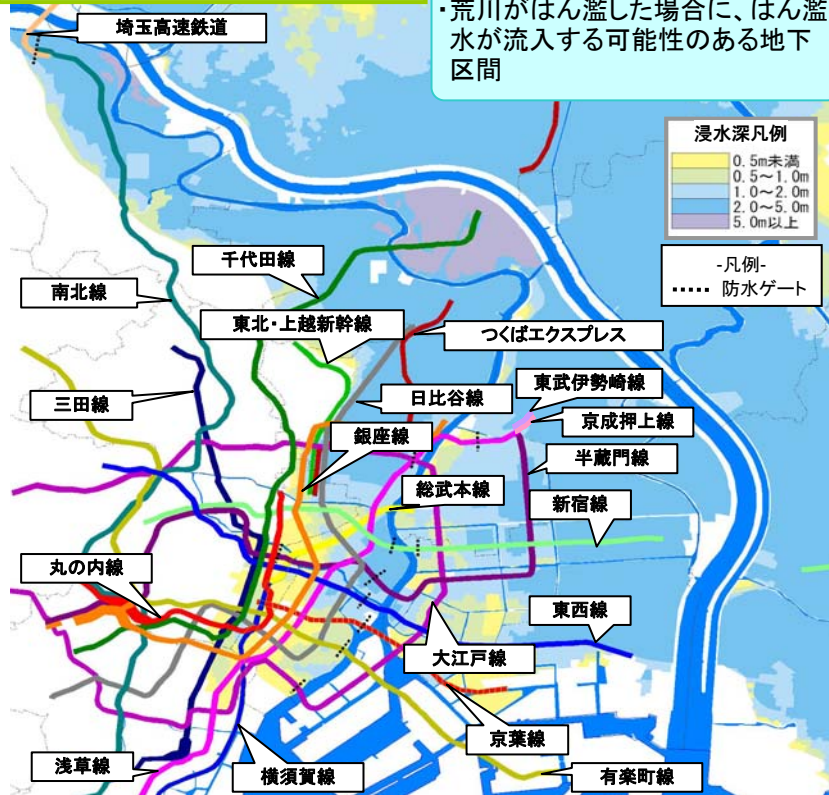 ・荒川がはん濫した場合に、はん濫
水が流入する可能性のある地下
区間
埼玉高速鉄道
浸水深凡例
0.5m未満
0.5～1.0m
1.0～2.0m
2.0～5.0m
5.0m以上
-凡例-
防水ゲート
千代田線
南北線
東北・上越新幹線
つくばエクスプレス
三田線
日比谷線
東武伊勢崎線
京成押上線
銀座線
半蔵門線
総武本線
新宿線
丸の内線
東西線
大江戸線
京葉線
浅草線
横須賀線
有楽町線